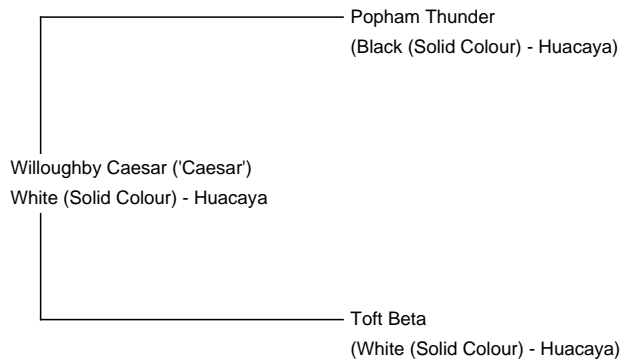 Popham Thunder
(Black (Solid Colour) - Huacaya)
Willoughby Caesar ('Caesar')
White (Solid Colour) - Huacaya
Toft Beta
(White (Solid Colour) - Huacaya)